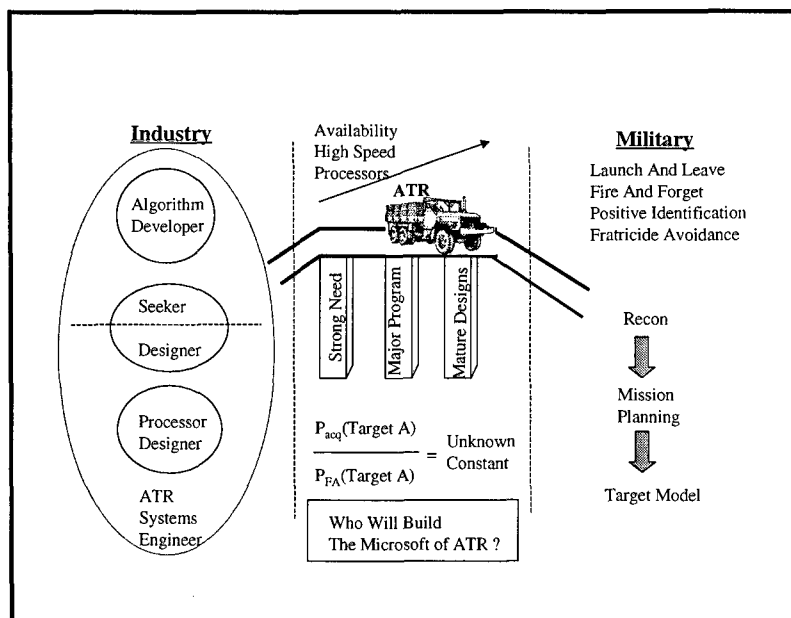 Industry
Algorithm
Developer
Seeker
Designer
Processor
Designer
ATR
Systems
Engineer
Availability
High Speed
Processors
ATR
Strong Need
Major Program
Mature Designs
Pacq(Target A)
PFA(Target A)
= Unknown
Constant
Who Will Build
The Microsoft of ATR ?
Military
Launch And Leave
Fire And Forget
Positive Identification
Fratricide Avoidance
Recon
Mission
Planning
Target Model